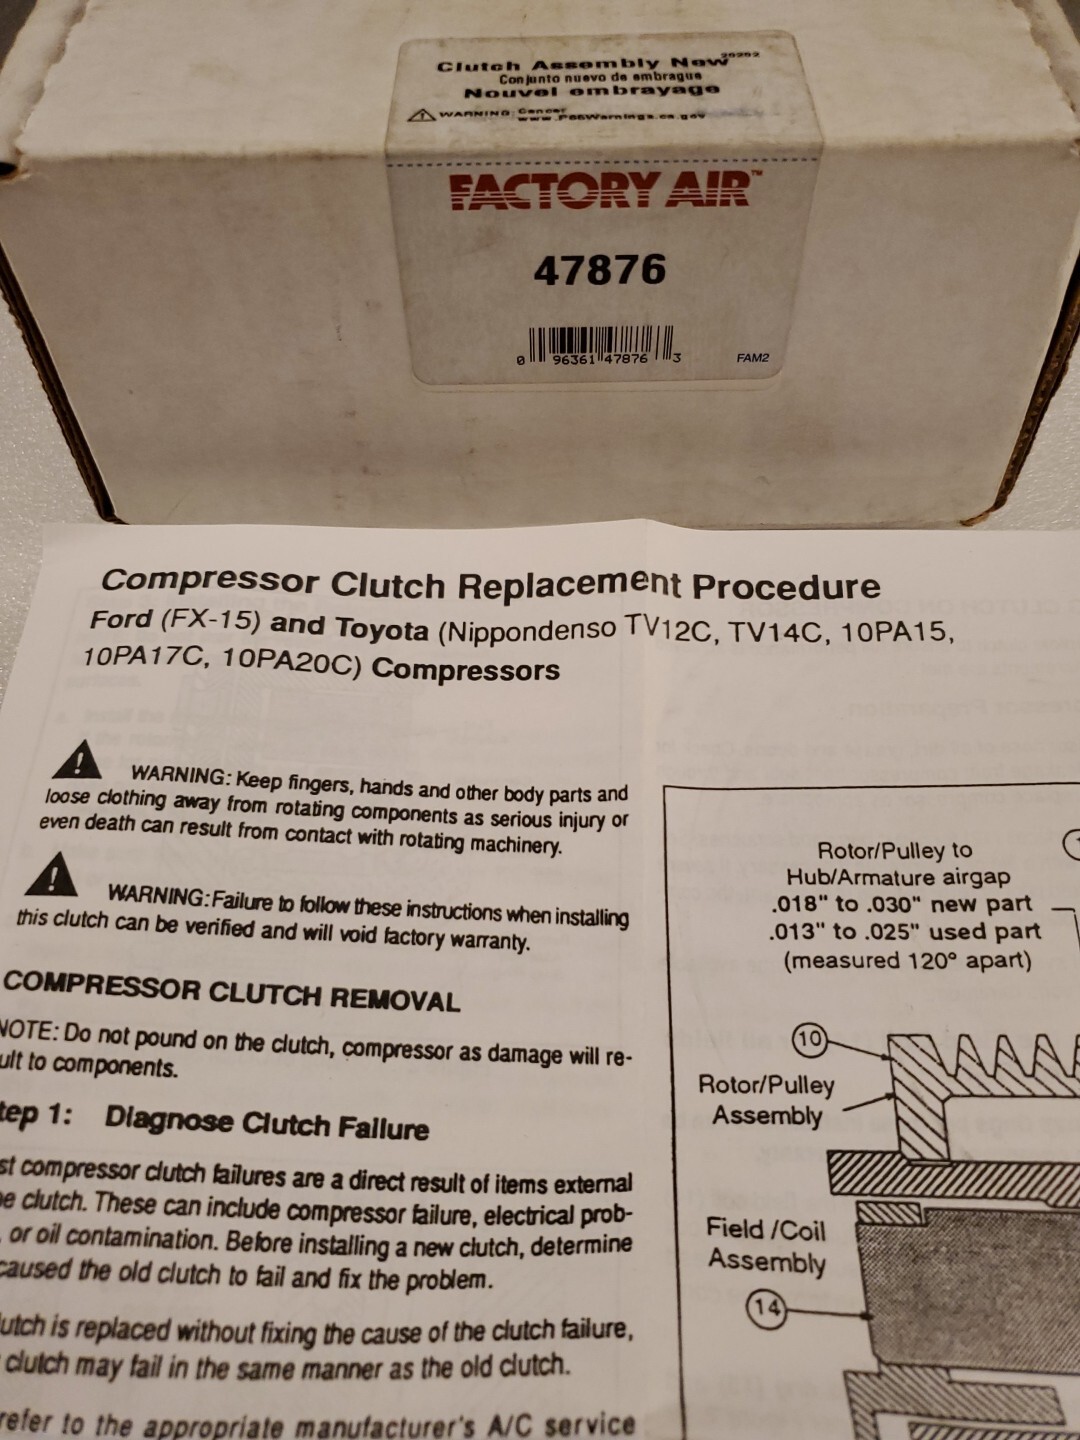 Clutch Assembly New 20202
Conjunto nuevo de embrague
Nouvel embrayage
WARNING: Cancer
www.P65Warnings.ca.gov
FACTORY AIR™
47876
0 96361 47876 3
FAM2
Compressor Clutch Replacement Procedure
Ford (FX-15) and Toyota (Nippondenso TV12C, TV14C, 10PA15,
10PA17C, 10PA20C) Compressors
WARNING: Keep fingers, hands and other body parts and
loose clothing away from rotating components as serious injury or
even death can result from contact with rotating machinery.
WARNING: Failure to follow these instructions when installing
this clutch can be verified and will void factory warranty.
COMPRESSOR CLUTCH REMOVAL
NOTE: Do not pound on the clutch, compressor as damage will re-
ult to components.
tep 1: Diagnose Clutch Failure
st compressor clutch failures are a direct result of items external
e clutch. These can include compressor failure, electrical prob-
, or oil contamination. Before installing a new clutch, determine
caused the old clutch to fail and fix the problem.
lutch is replaced without fixing the cause of the clutch failure,
clutch may fail in the same manner as the old clutch.
refer to the appropriate manufacturer's A/C service
Rotor/Pulley to
Hub/Armature airgap
.018" to .030" new part
.013" to .025" used part
(measured 120° apart)
10
Rotor/Pulley
Assembly
Field /Coil
Assembly
14